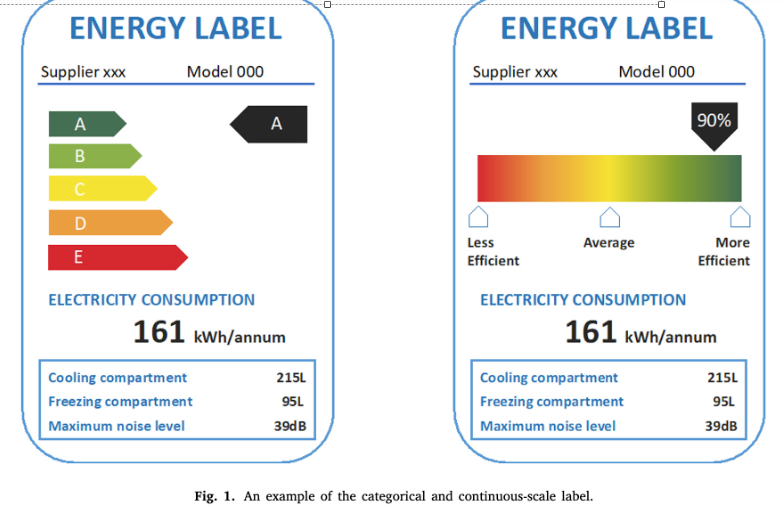 ENERGY LABEL
Supplier xxx Model 000
A A
B
C
D
E
ELECTRICITY CONSUMPTION
161 kWh/annum
Cooling compartment 215L
Freezing compartment 95L
Maximum noise level 39dB
ENERGY LABEL
Supplier xxx Model 000
90%
Less Efficient
Average
More Efficient
ELECTRICITY CONSUMPTION
161 kWh/annum
Cooling compartment 215L
Freezing compartment 95L
Maximum noise level 39dB
Fig. 1. An example of the categorical and continuous-scale label.